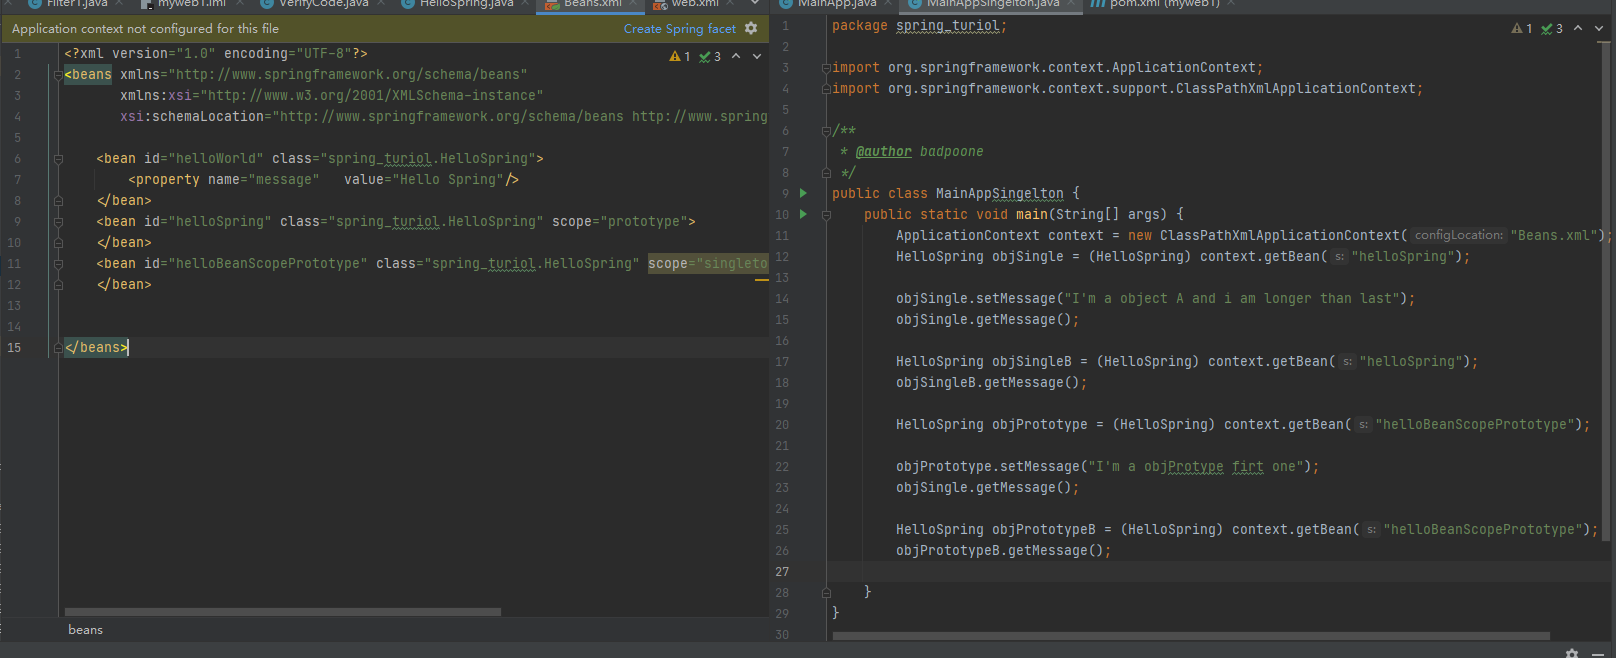 Filter1.java
myweb1.iml
VerifyCode.java
HelloSpring.java
Beans.xml
web.xml
MainApp.java
MainAppSingelton.java
pom.xml (myweb1)
Application context not configured for this file
Create Spring facet
1 <?xml version="1.0" encoding="UTF-8"?>
1
3
2 <beans xmlns="http://www.springframework.org/schema/beans"
3 xmlns:xsi="http://www.w3.org/2001/XMLSchema-instance"
4 xsi:schemaLocation="http://www.springframework.org/schema/beans http://www.spring
5
6 <bean id="helloWorld" class="spring_turiol.HelloSpring">
7 <property name="message" value="Hello Spring"/>
8 </bean>
9 <bean id="helloSpring" class="spring_turiol.HelloSpring" scope="prototype">
10 </bean>
11 <bean id="helloBeanScopePrototype" class="spring_turiol.HelloSpring" scope="singleto
12 </bean>
13
14
15 </beans>
beans
1 package spring_turiol;
1
3
2
3 import org.springframework.context.ApplicationContext;
4 import org.springframework.context.support.ClassPathXmlApplicationContext;
5
6 /**
7 * @author badpoone
8 */
9 public class MainAppSingelton {
10 public static void main(String[] args) {
11 ApplicationContext context = new ClassPathXmlApplicationContext( configLocation: "Beans.xml");
12 HelloSpring objSingle = (HelloSpring) context.getBean( s: "helloSpring");
13
14 objSingle.setMessage("I'm a object A and i am longer than last");
15 objSingle.getMessage();
16
17 HelloSpring objSingleB = (HelloSpring) context.getBean( s: "helloSpring");
18 objSingleB.getMessage();
19
20 HelloSpring objPrototype = (HelloSpring) context.getBean( s: "helloBeanScopePrototype");
21
22 objPrototype.setMessage("I'm a objProtype firt one");
23 objSingle.getMessage();
24
25 HelloSpring objPrototypeB = (HelloSpring) context.getBean( s: "helloBeanScopePrototype");
26 objPrototypeB.getMessage();
27
28 }
29 }
30